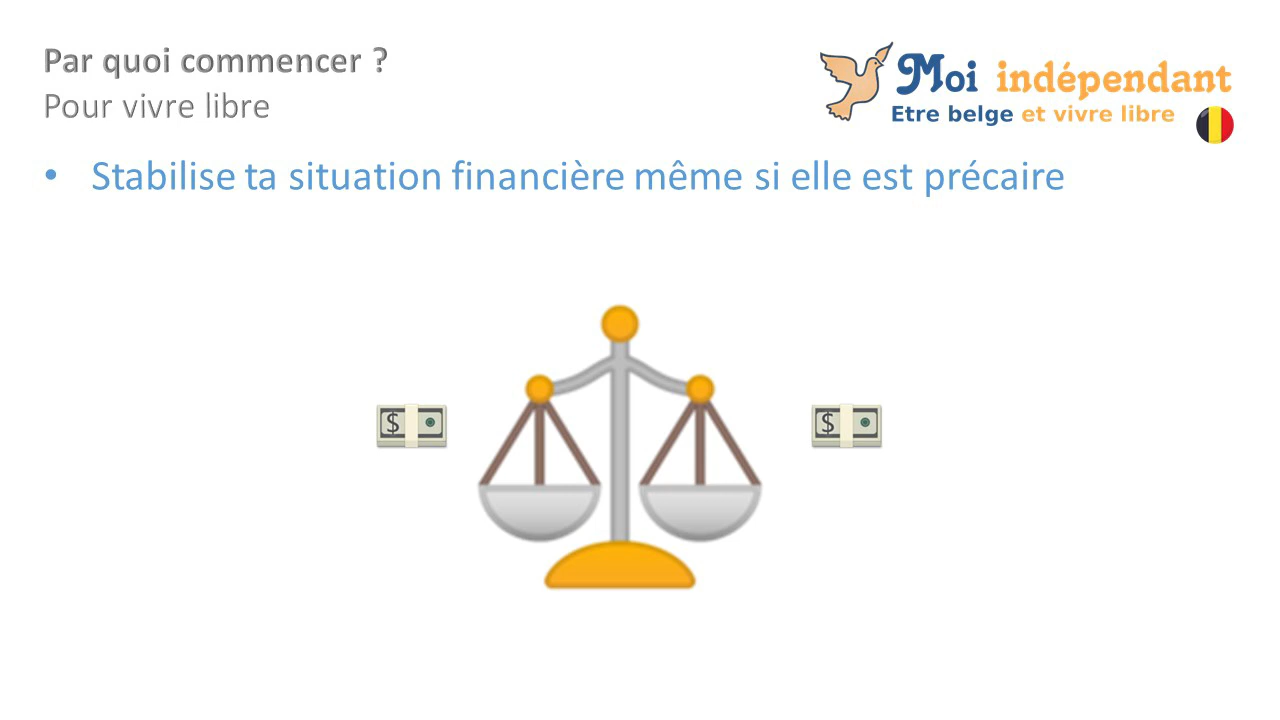 Par quoi commencer ?
Pour vivre libre
Moi indépendant
Etre belge et vivre libre
• Stabilise ta situation financière même si elle est précaire
$ $